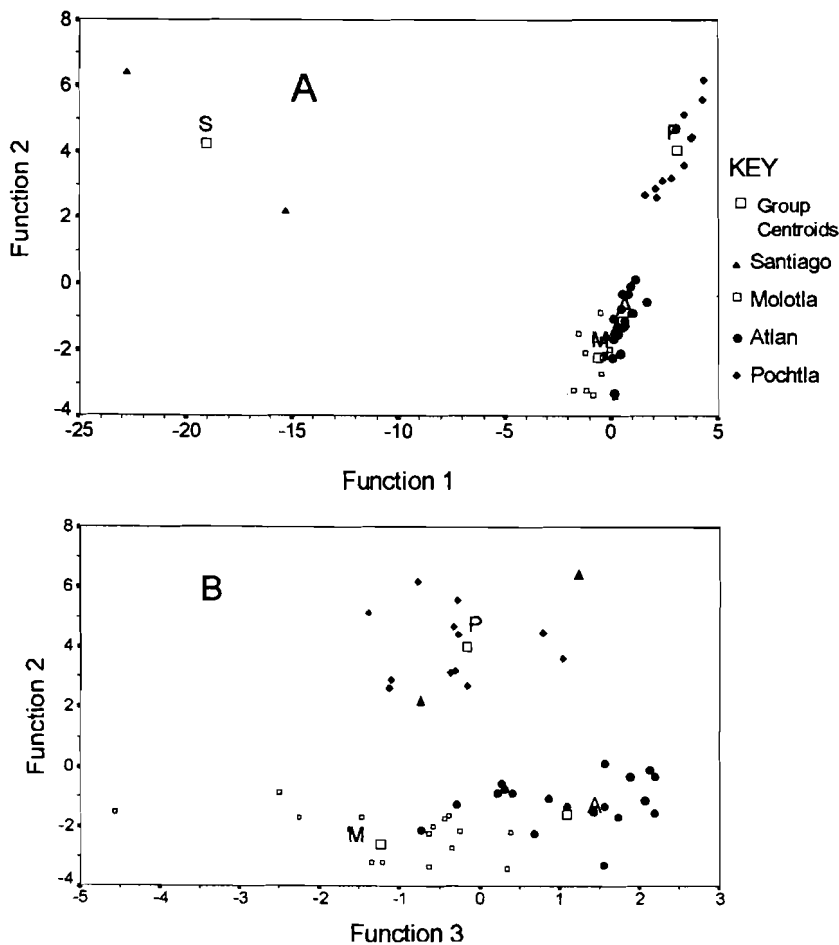 8
6
4
2
0
-2
-4
Function 2
A
S
P
A
M
-25
-20
-15
-10
-5
0
5
Function 1
KEY
Group
Centroids
Santiago
Molotla
Atlan
Pochtla
8
6
4
2
0
-2
-4
Function 2
B
P
A
M
-5
-4
-3
-2
-1
0
1
2
3
Function 3